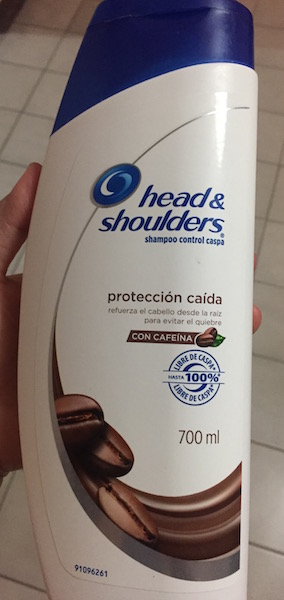 head&
shoulders®
shampoo control caspa
protección caída
refuerza el cabello desde la raíz
para evitar el quiebre
CON CAFEÍNA
LIBRE DE CASPA*
HASTA 100%
LIBRE DE CASPA*
700 ml
91096261